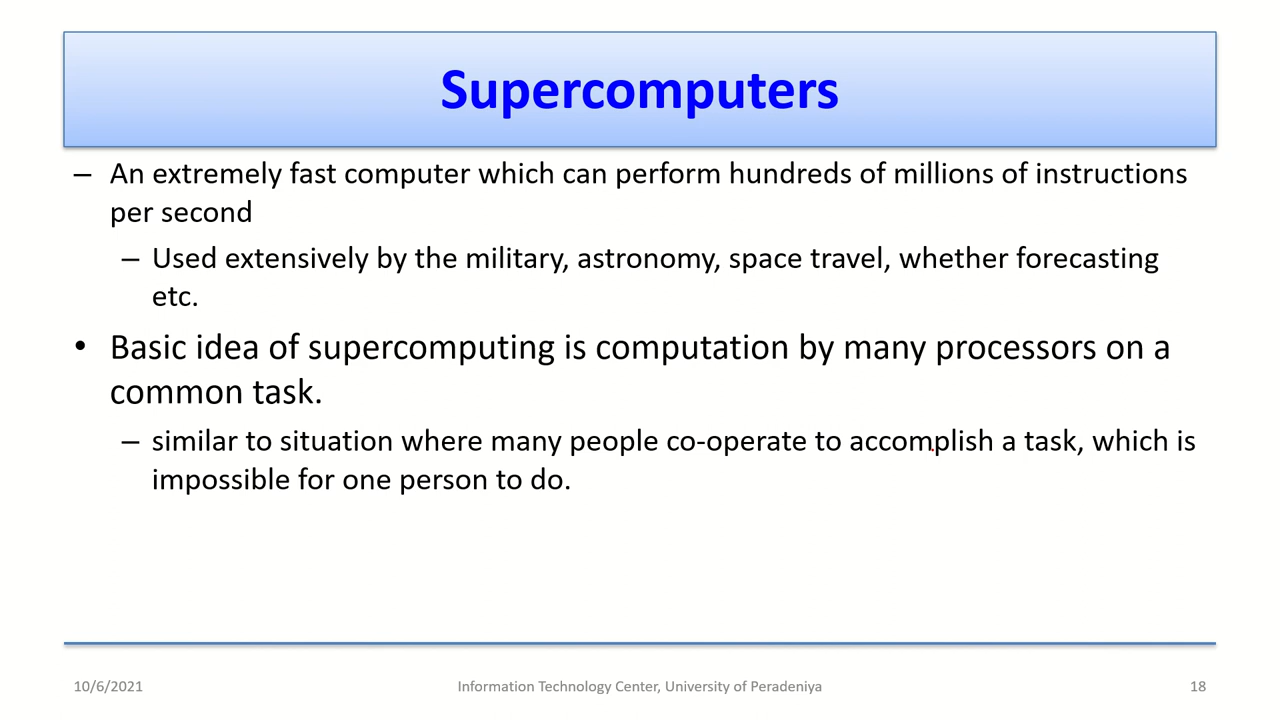 Supercomputers
– An extremely fast computer which can perform hundreds of millions of instructions
per second
– Used extensively by the military, astronomy, space travel, whether forecasting
etc.
• Basic idea of supercomputing is computation by many processors on a
common task.
– similar to situation where many people co-operate to accomplish a task, which is
impossible for one person to do.
10/6/2021
Information Technology Center, University of Peradeniya
18